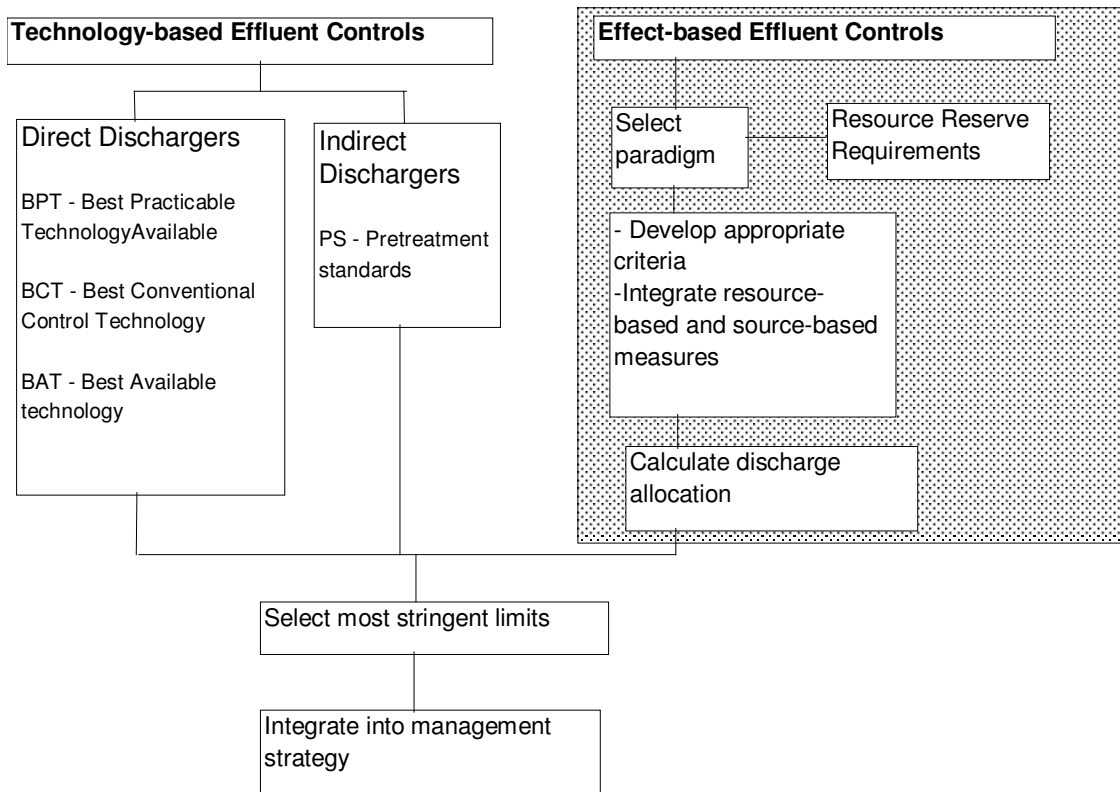 Technology-based Effluent Controls
Direct Dischargers
BPT - Best Practicable
TechnologyAvailable
BCT - Best Conventional
Control Technology
BAT - Best Available
technology
Indirect
Dischargers
PS - Pretreatment
standards
Effect-based Effluent Controls
Select
paradigm
Resource Reserve
Requirements
- Develop appropriate
criteria
-Integrate resource-
based and source-based
measures
Calculate discharge
allocation
Select most stringent limits
Integrate into management
strategy